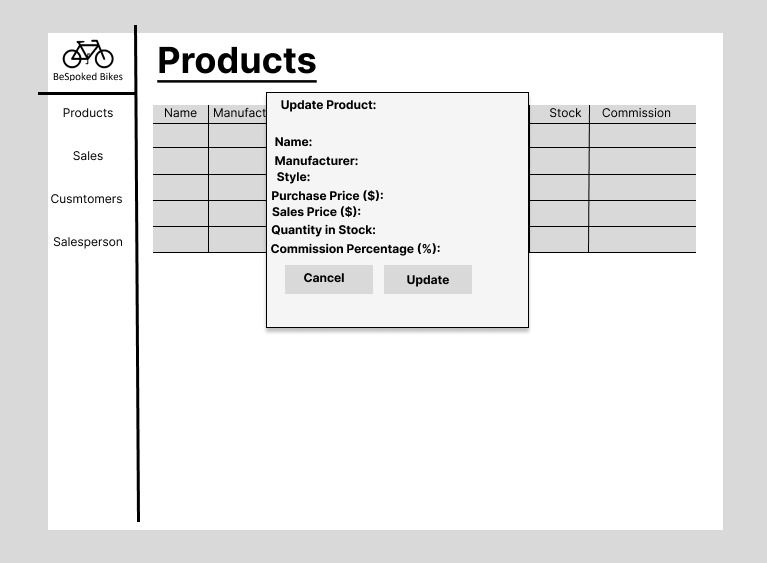 BeSpoked Bikes
Products
Sales
Cusmtomers
Salesperson
Products
Name Manufact Stock Commission
Update Product:
Name:
Manufacturer:
Style:
Purchase Price ($):
Sales Price ($):
Quantity in Stock:
Commission Percentage (%):
Cancel Update